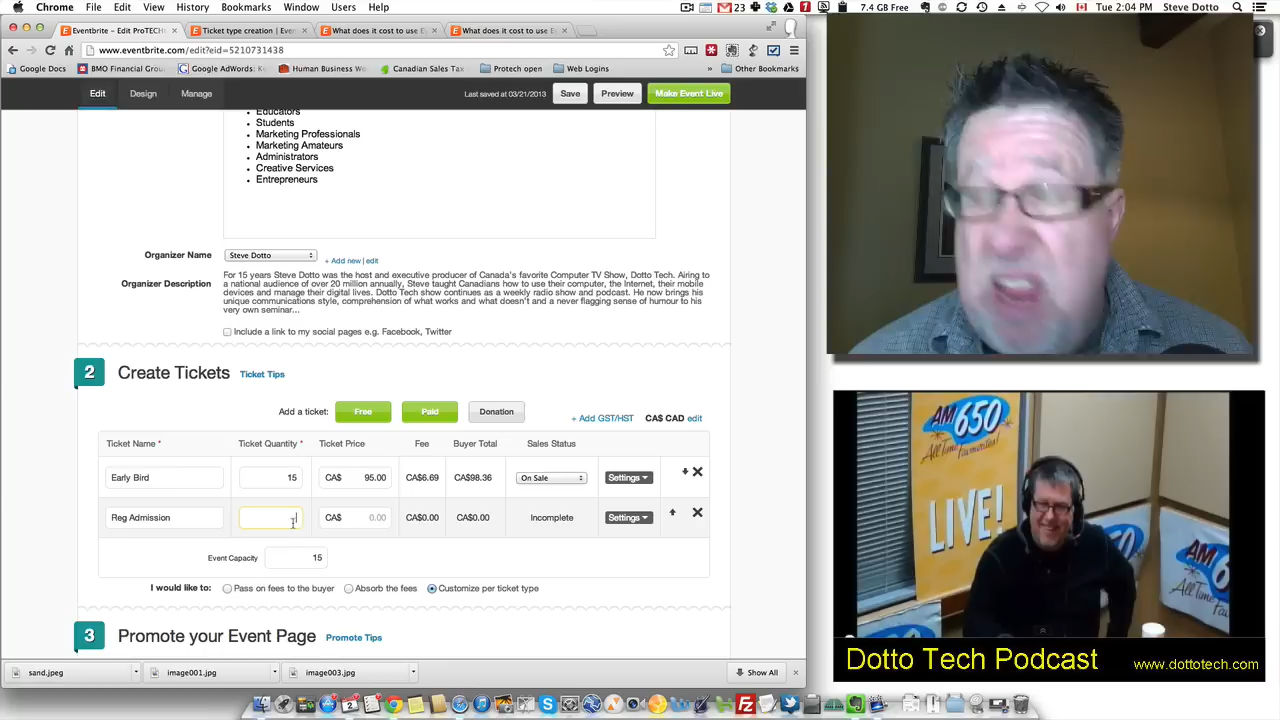 Chrome File Edit View History Bookmarks Window Users Help
23 7.4 GB Free Tue 2:04 PM Steve Dotto
Eventbrite - Edit ProTECH
Ticket type creation | Even
What does it cost to use E
What does it cost to use E
www.eventbrite.com/edit?eid=5210731438
Google Docs BMO Financial Grou Google AdWords: Ke Human Business Wo Canadian Sales Tax Protech open Web Logins » Other Bookmarks
Edit Design Manage Last saved at 03/21/2013 Save Preview Make Event Live
Educators
Students
Marketing Professionals
Marketing Amateurs
Administrators
Creative Services
Entrepreneurs
Organizer Name Steve Dotto + Add new | edit
Organizer Description
For 15 years Steve Dotto was the host and executive producer of Canada's favorite Computer TV Show, Dotto Tech. Airing to
a national audience of over 20 million annually, Steve taught Canadians how to use their computer, the Internet, their mobile
devices and manage their digital lives. Dotto Tech show continues as a weekly radio show and podcast. He now brings his
unique communications style, comprehension of what works and what doesn't and a never flagging sense of humour to his
very own seminar...
Include a link to my social pages e.g. Facebook, Twitter
2 Create Tickets Ticket Tips
Add a ticket: Free Paid Donation + Add GST/HST CA$ CAD edit
Ticket Name * Ticket Quantity * Ticket Price Fee Buyer Total Sales Status
Early Bird 15 CA$ 95.00 CA$6.69 CA$98.36 On Sale Settings
Reg Admission CA$ 0.00 CA$0.00 CA$0.00 Incomplete Settings
Event Capacity 15
I would like to: Pass on fees to the buyer Absorb the fees Customize per ticket type
3 Promote your Event Page Promote Tips
sand.jpeg image001.jpg image003.jpg Show All
AM 650
All Time Favourites!
LIVE!
Dotto Tech Podcast www.dottotech.com